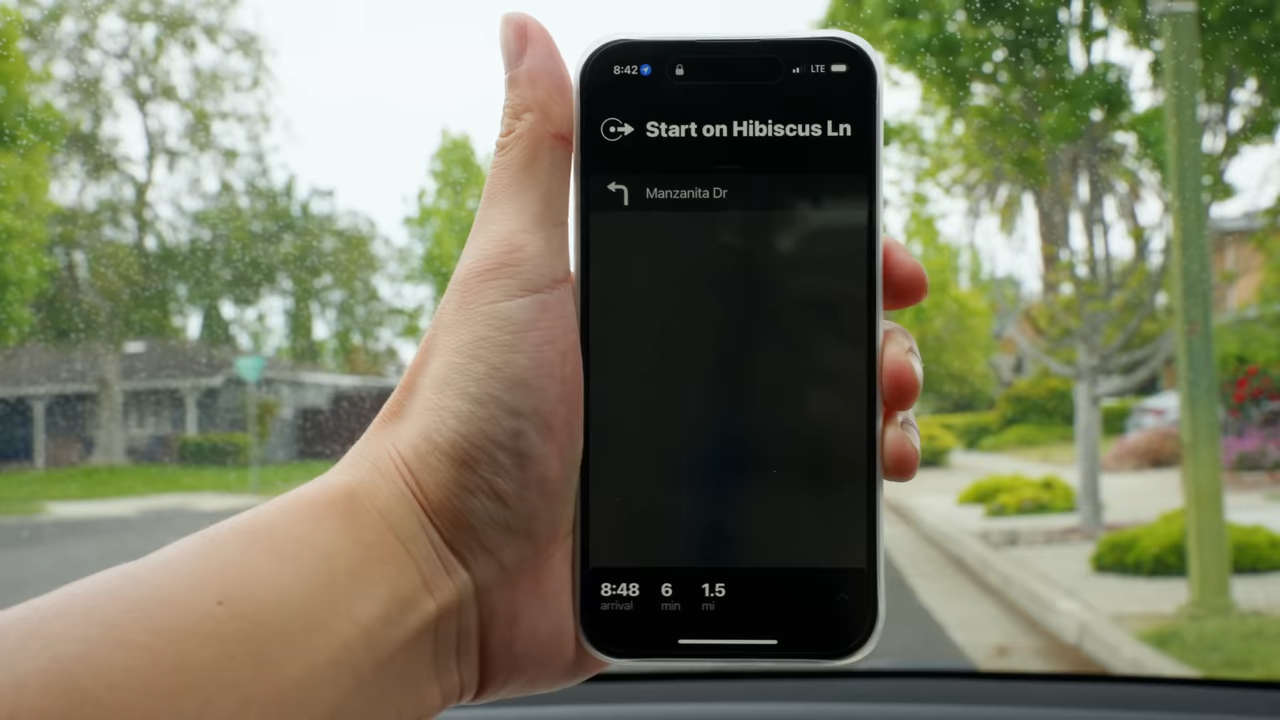 8:42 LTE
Start on Hibiscus Ln
Manzanita Dr
8:48 6 1.5
arrival min mi